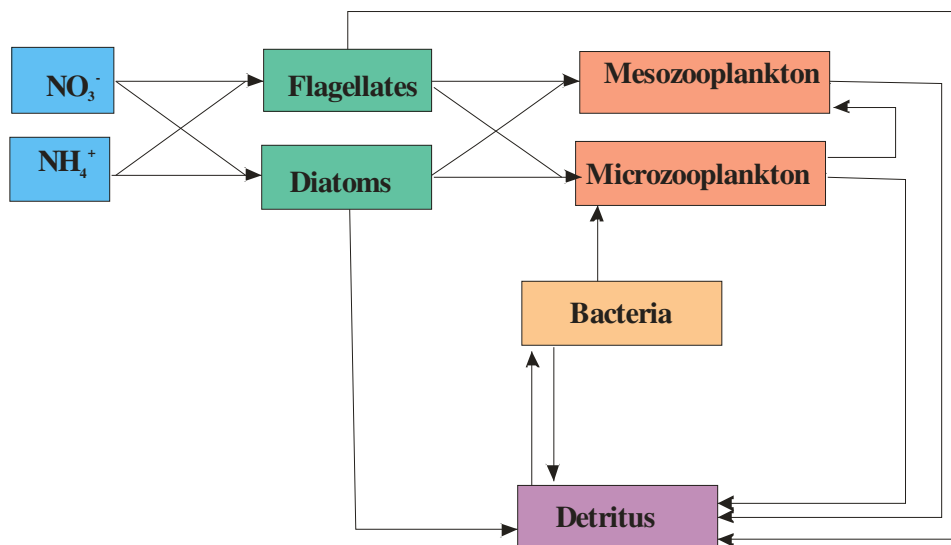 NO₃⁻
Flagellates
Mesozooplankton
NH₄⁺
Diatoms
Microzooplankton
Bacteria
Detritus